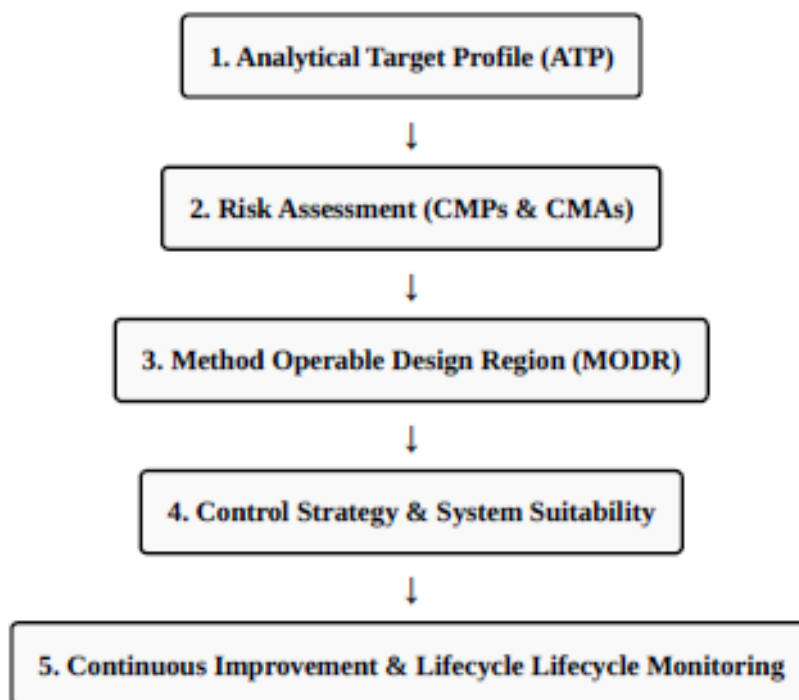 1. Analytical Target Profile (ATP)
↓
2. Risk Assessment (CMPs & CMAs)
↓
3. Method Operable Design Region (MODR)
↓
4. Control Strategy & System Suitability
↓
5. Continuous Improvement & Lifecycle Lifecycle Monitoring